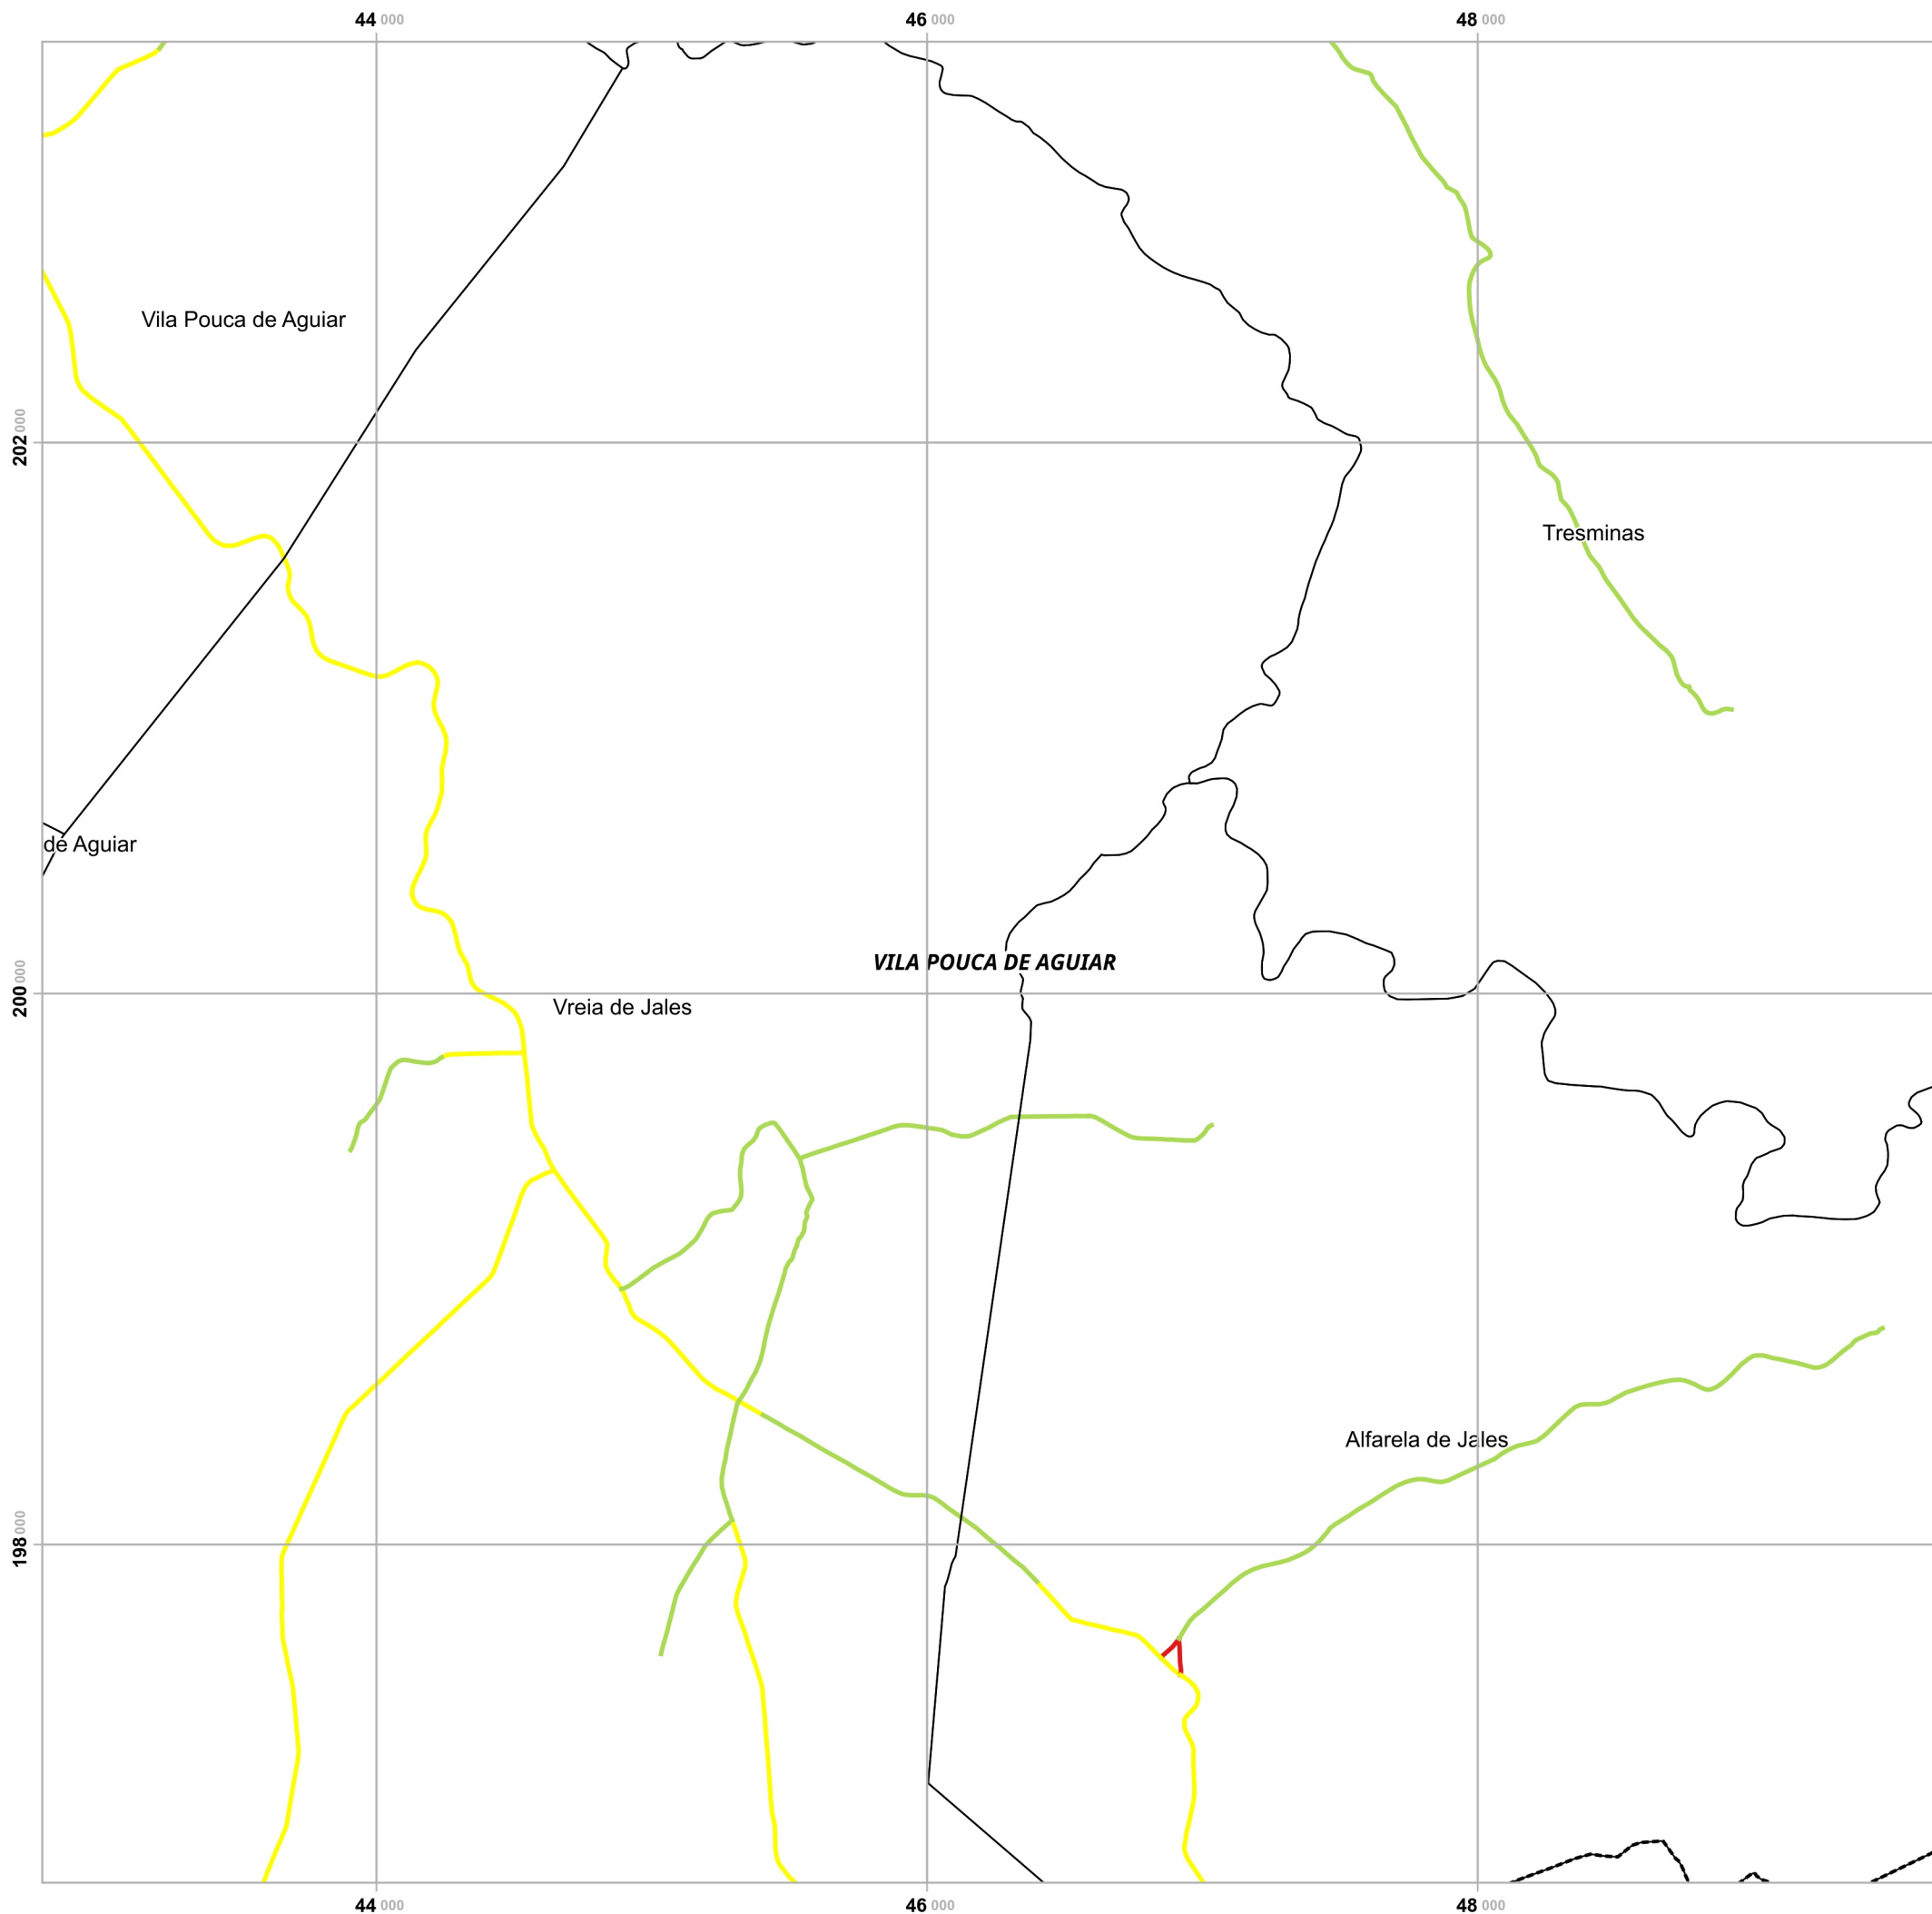 44 000 46 000 48 000
Vila Pouca de Aguiar
202 000
Tresminas
de Aguiar
VILA POUCA DE AGUIAR
200 000
Vreia de Jales
Alfarela de Jales
198 000
44 000 46 000 48 000